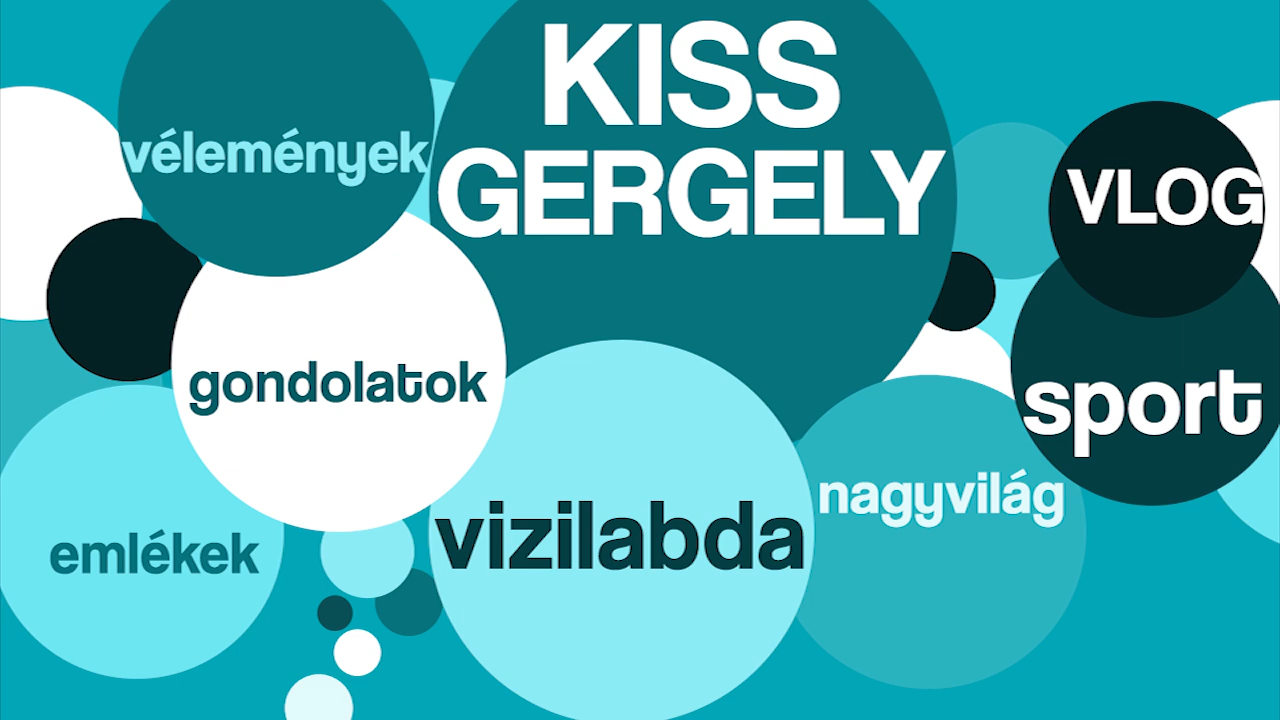 KISS
GERGELY
vélemények
VLOG
gondolatok
sport
nagyvilág
vizilabda
emlékek